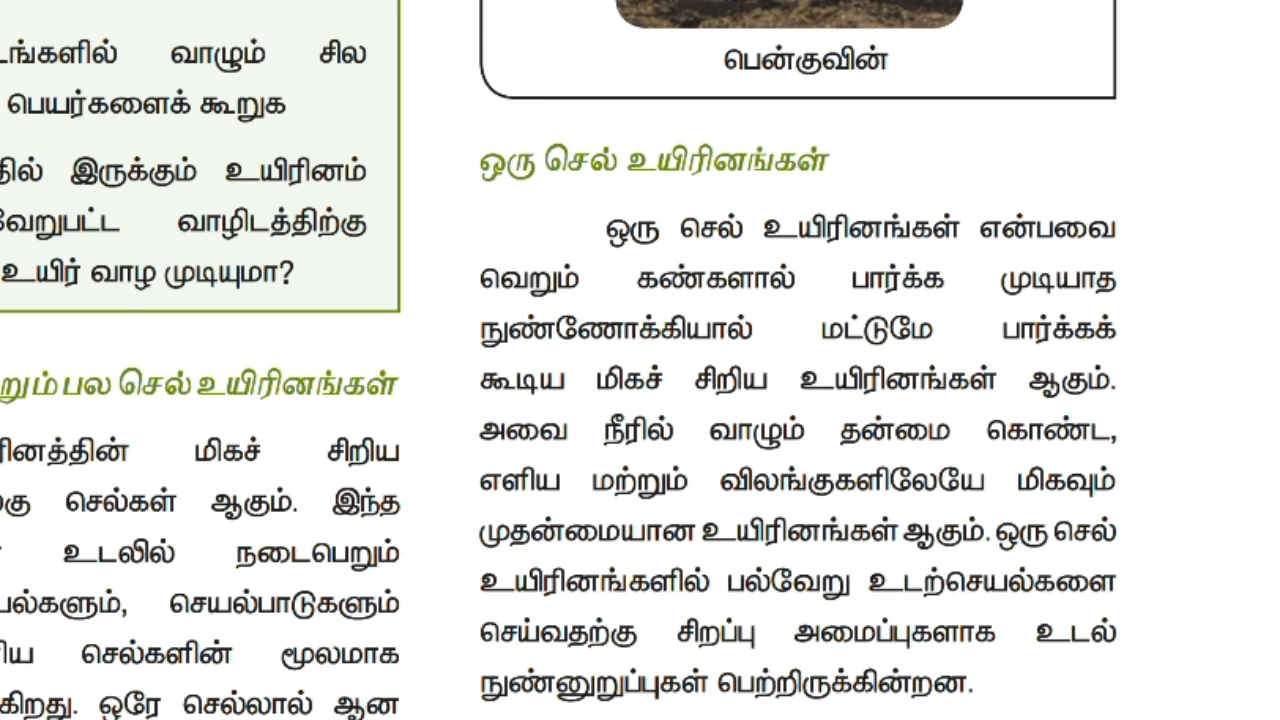 வாழும் சில
பெயர்களைக் கூறுக
இருக்கும் உயிரினம்
வாழிடத்திற்கு
உயிர் வாழ முடியுமா?
பல செல் உயிரினங்கள்
மிகச் சிறிய
செல்கள் ஆகும். இந்த
உடலில் நடைபெறும்
செயல்பாடுகளும்
செல்களின் மூலமாக
ஒரே செல்லால் ஆன
பென்குவின்
ஒரு செல் உயிரினங்கள்
ஒரு செல் உயிரினங்கள் என்பவை
வெறும் கண்களால் பார்க்க முடியாத
நுண்ணோக்கியால் மட்டுமே பார்க்கக்
கூடிய மிகச் சிறிய உயிரினங்கள் ஆகும்.
அவை நீரில் வாழும் தன்மை கொண்ட,
எளிய மற்றும் விலங்குகளிலேயே மிகவும்
முதன்மையான உயிரினங்கள் ஆகும். ஒரு செல்
உயிரினங்களில் பல்வேறு உடற்செயல்களை
செய்வதற்கு சிறப்பு அமைப்புகளாக உடல்
நுண்ணுறுப்புகள் பெற்றிருக்கின்றன.